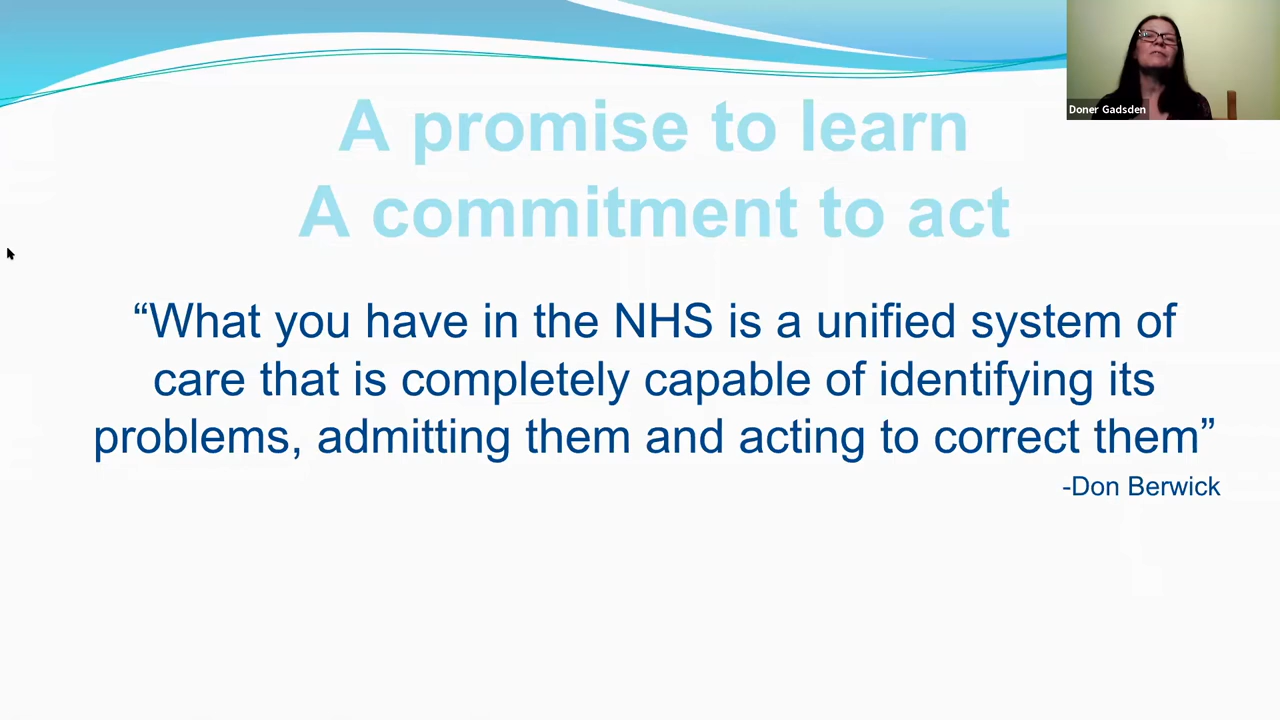 Doner Gadsden
A promise to learn
A commitment to act
“What you have in the NHS is a unified system of
care that is completely capable of identifying its
problems, admitting them and acting to correct them”
-Don Berwick